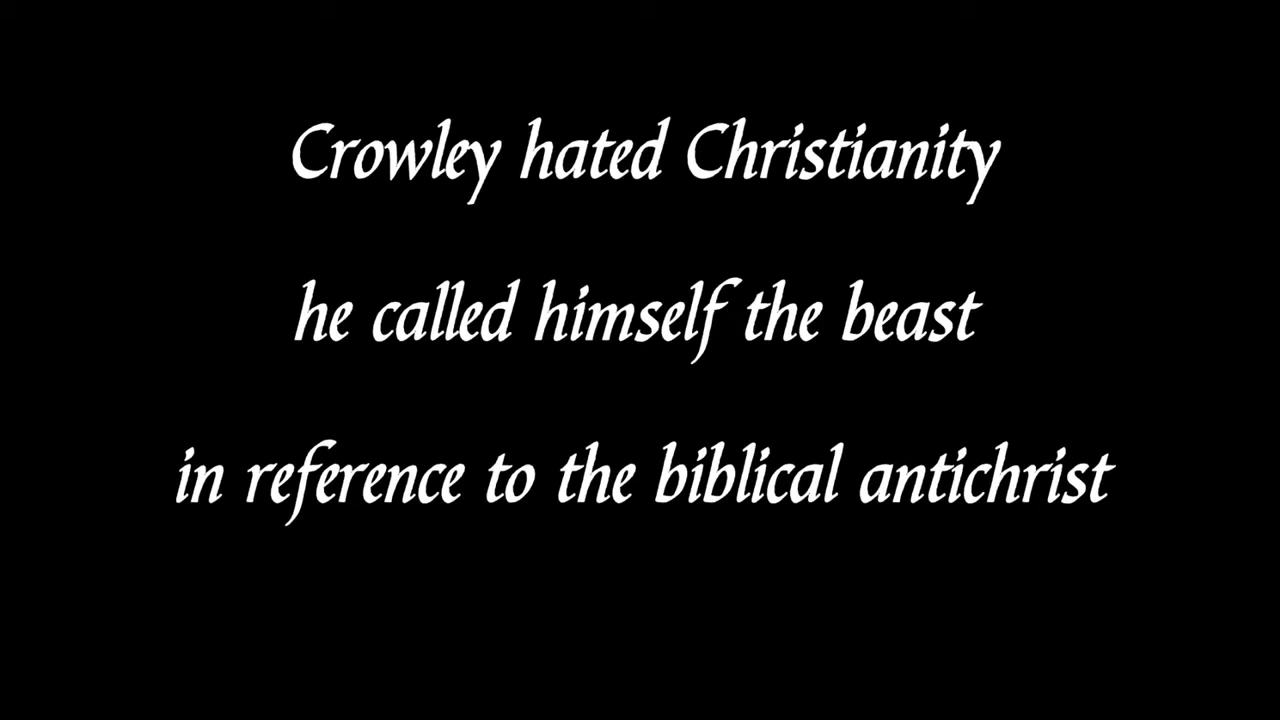 Crowley hated Christianity
he called himself the beast
in reference to the biblical antichrist